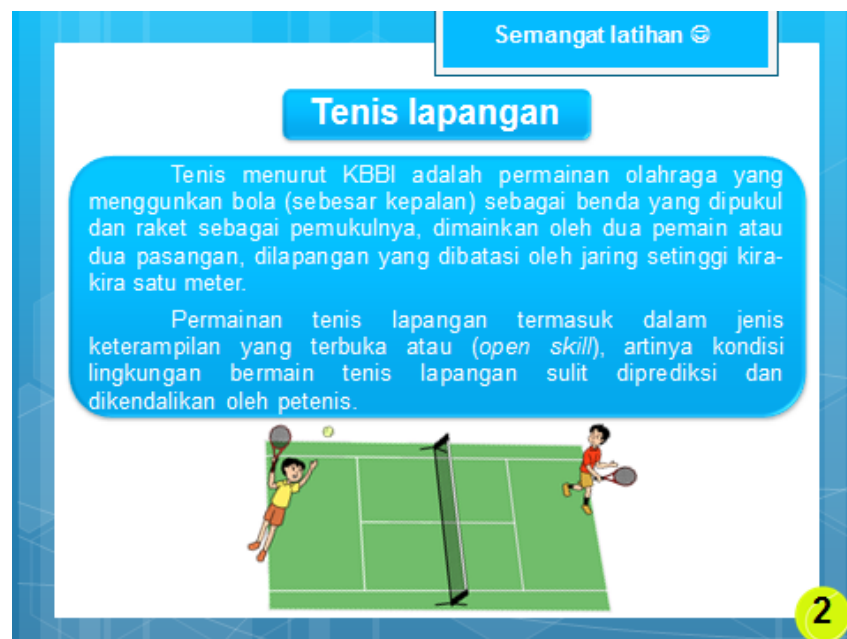 Semangat latihan 😊
Tenis lapangan
Tenis menurut KBBI adalah permainan olahraga yang
menggunkan bola (sebesar kepalan) sebagai benda yang dipukul
dan raket sebagai pemukulnya, dimainkan oleh dua pemain atau
dua pasangan, dilapangan yang dibatasi oleh jaring setinggi kira-
kira satu meter.
Permainan tenis lapangan termasuk dalam jenis
keterampilan yang terbuka atau (open skill), artinya kondisi
lingkungan bermain tenis lapangan sulit diprediksi dan
dikendalikan oleh petenis.
2